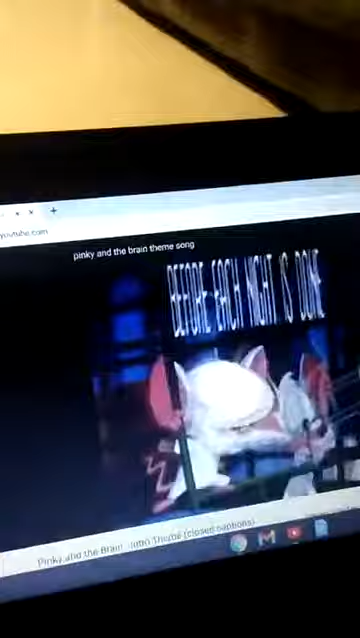 youtube.com
pinky and the brain theme song
BEFORE EACH NIGHT IS DONE
Pinky and the Brain - Intro Theme (closed captions)